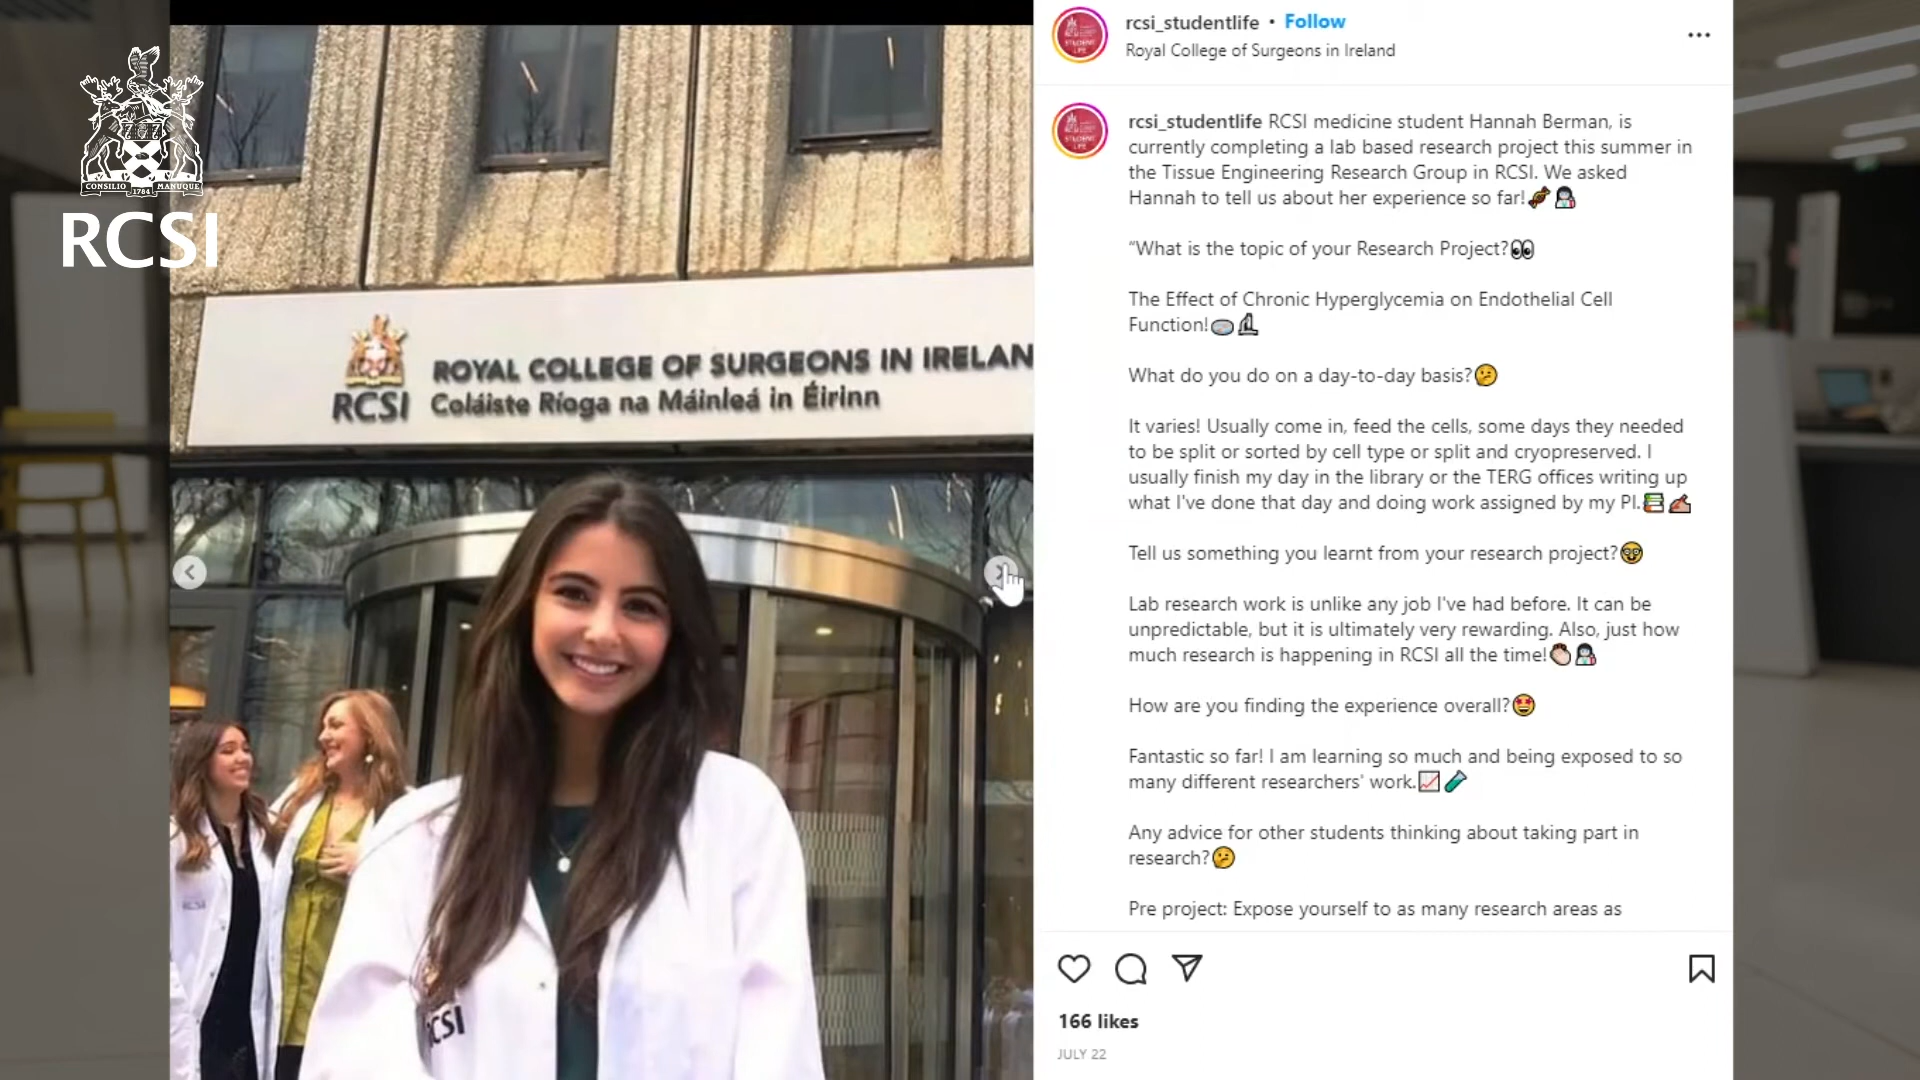 CONSILIO MANUQUE
1784
RCSI
ROYAL COLLEGE OF SURGEONS IN IRELAN
RCSI Coláiste Ríoga na Máinleá in Éirinn
RCSI
RCSI
rcsi_studentlife • Follow
Royal College of Surgeons in Ireland
rcsi_studentlife RCSI medicine student Hannah Berman, is
currently completing a lab based research project this summer in
the Tissue Engineering Research Group in RCSI. We asked
Hannah to tell us about her experience so far!🧬👩‍🔬
“What is the topic of your Research Project?👀
The Effect of Chronic Hyperglycemia on Endothelial Cell
Function!🧫🔬
What do you do on a day-to-day basis?🤔
It varies! Usually come in, feed the cells, some days they needed
to be split or sorted by cell type or split and cryopreserved. I
usually finish my day in the library or the TERG offices writing up
what I've done that day and doing work assigned by my PI.📚✍️
Tell us something you learnt from your research project?🤓
Lab research work is unlike any job I've had before. It can be
unpredictable, but it is ultimately very rewarding. Also, just how
much research is happening in RCSI all the time!👏👩‍🔬
How are you finding the experience overall?🤩
Fantastic so far! I am learning so much and being exposed to so
many different researchers' work.📈🧪
Any advice for other students thinking about taking part in
research?🤔
Pre project: Expose yourself to as many research areas as
166 likes
JULY 22